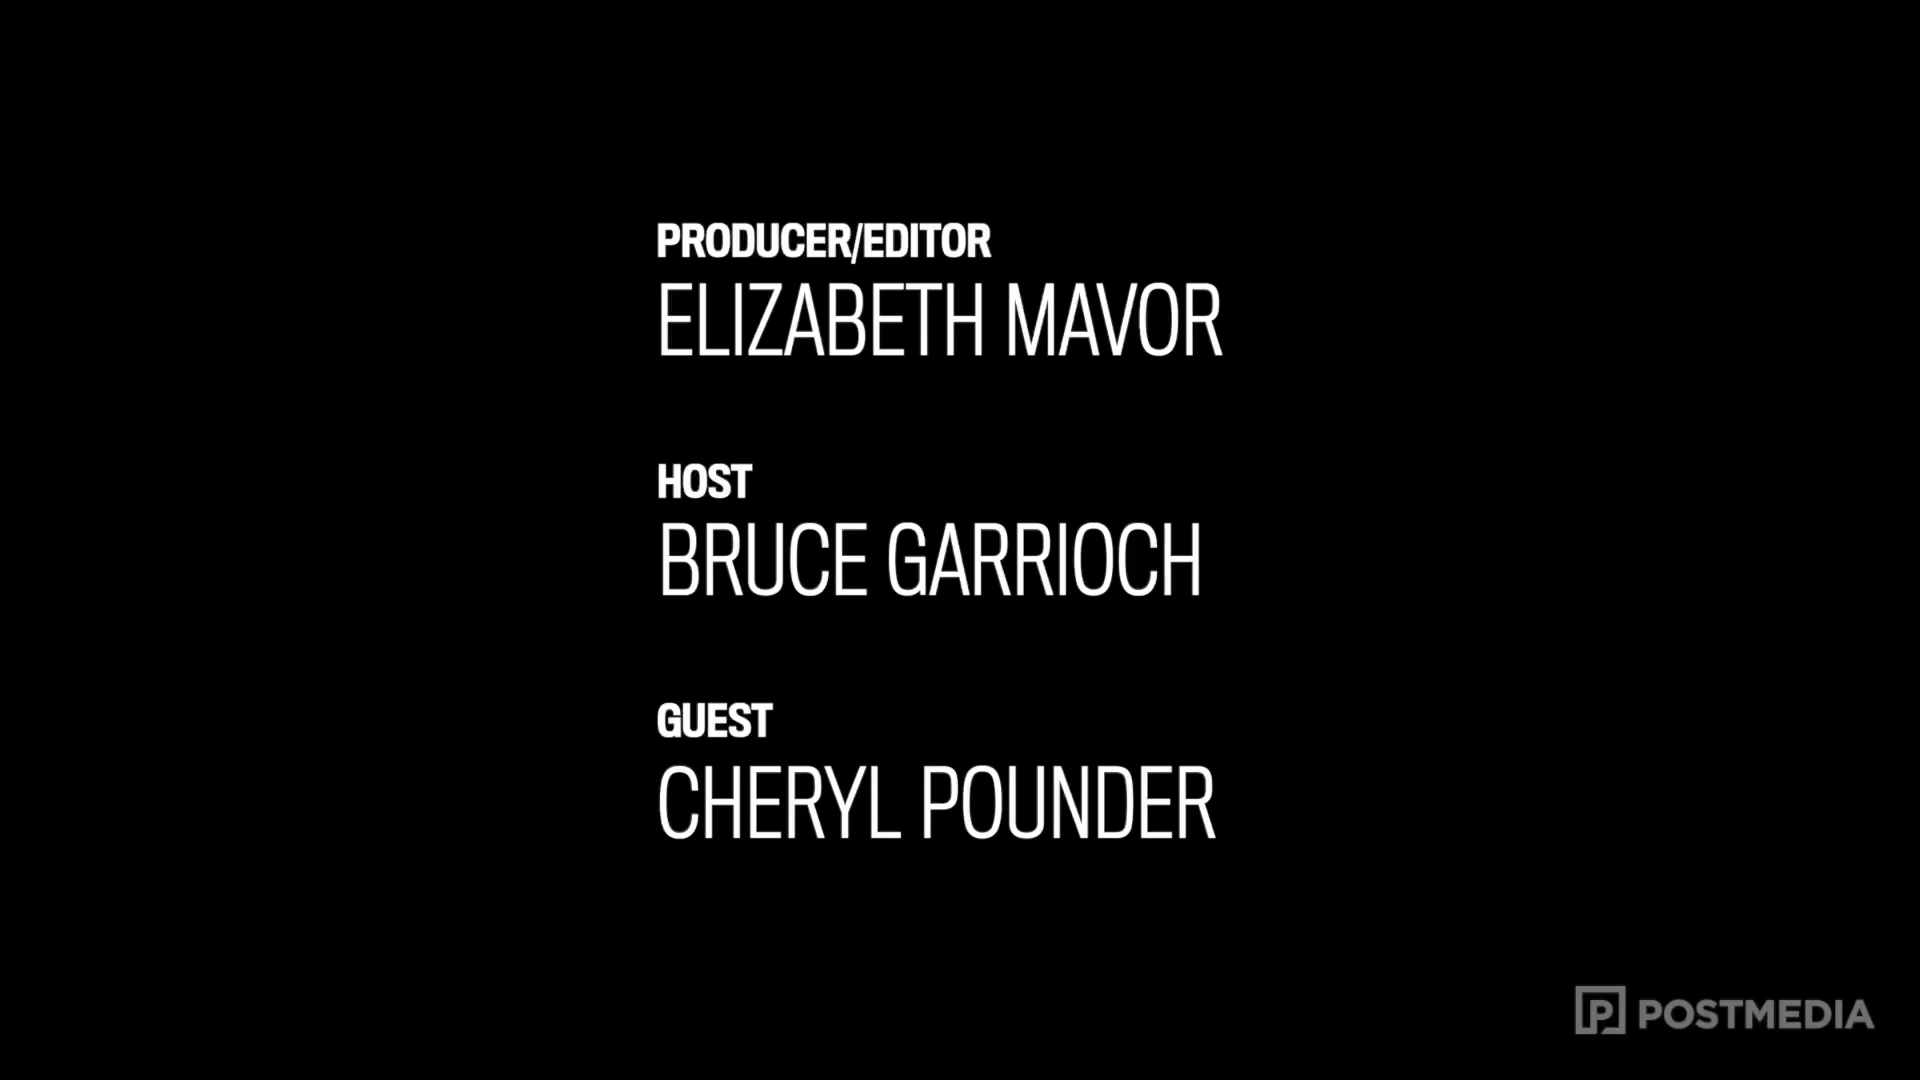 PRODUCER/EDITOR
ELIZABETH MAVOR
HOST
BRUCE GARRIOCH
GUEST
CHERYL POUNDER
POSTMEDIA